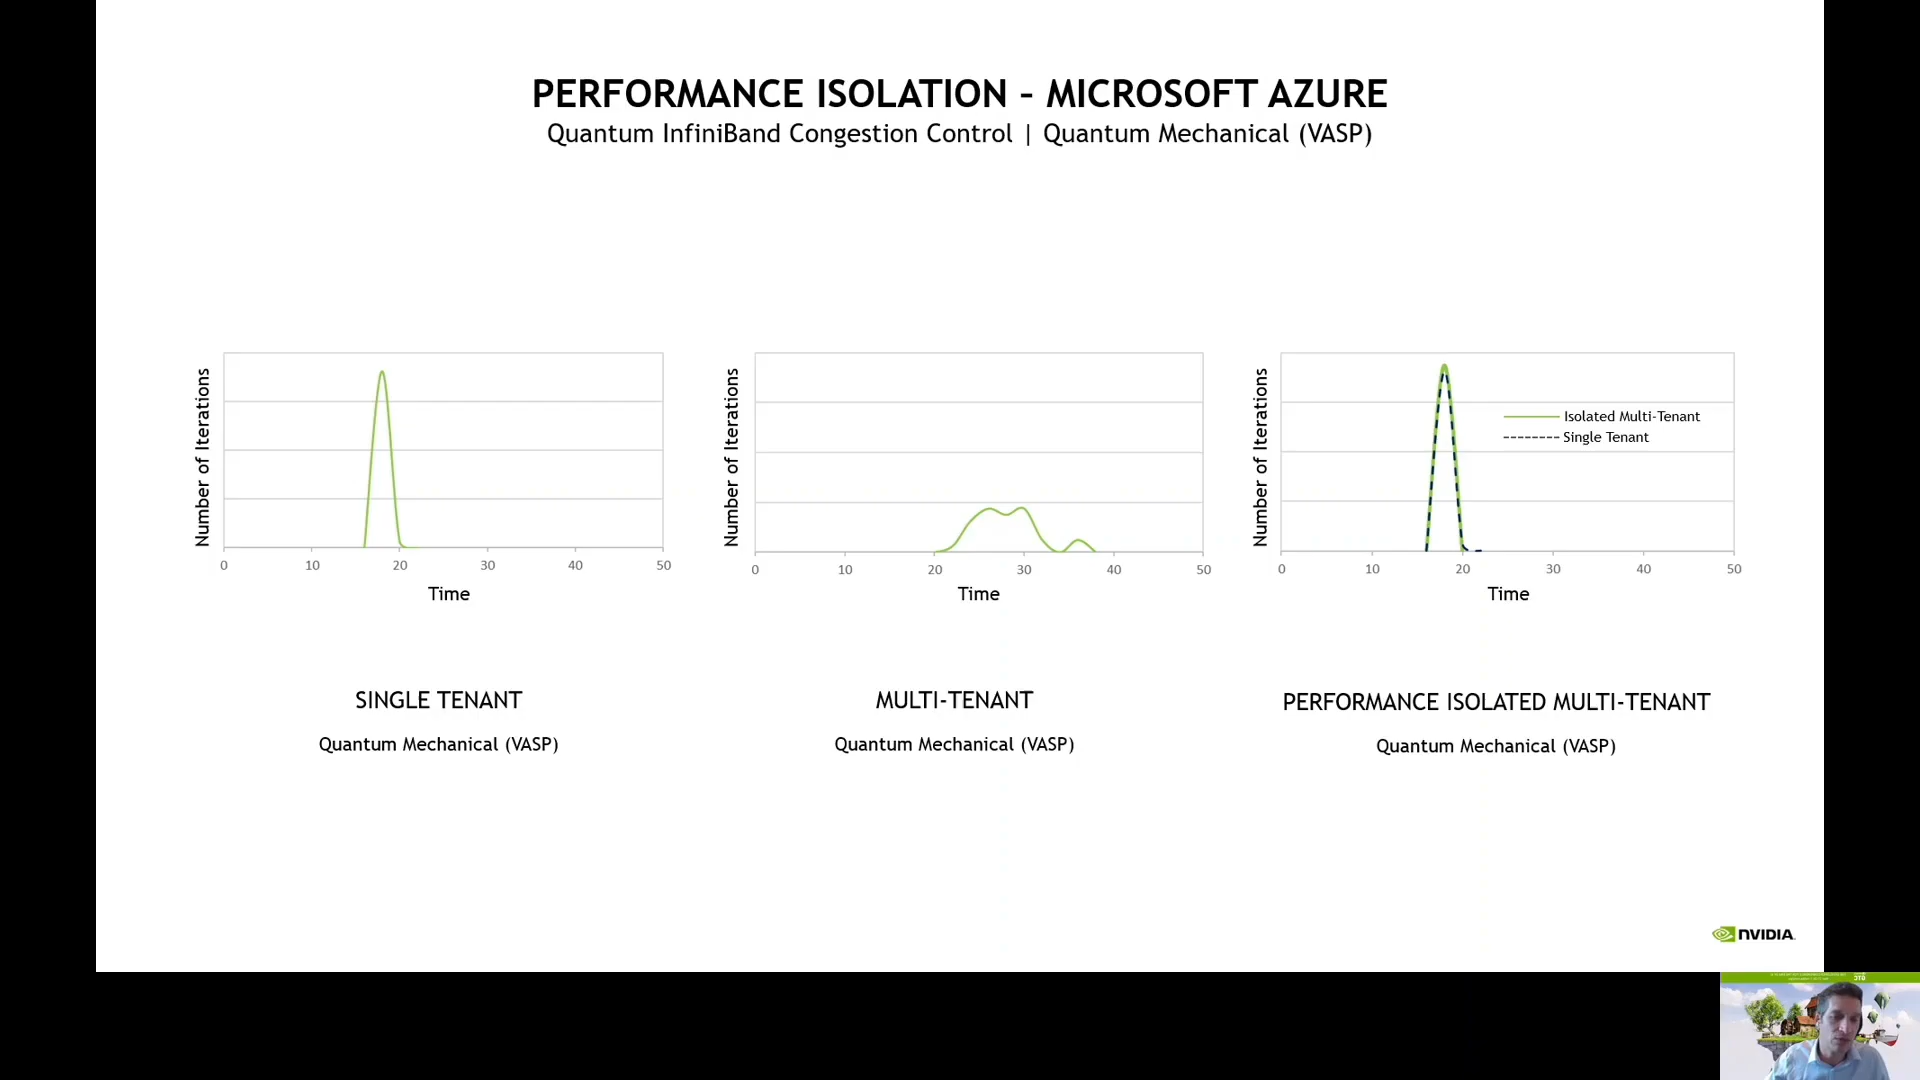 PERFORMANCE ISOLATION – MICROSOFT AZURE
Quantum InfiniBand Congestion Control | Quantum Mechanical (VASP)
Number of Iterations
0 10 20 30 40 50
Time
SINGLE TENANT
Quantum Mechanical (VASP)
Number of Iterations
0 10 20 30 40 50
Time
MULTI-TENANT
Quantum Mechanical (VASP)
Number of Iterations
Isolated Multi-Tenant
Single Tenant
0 10 20 30 40 50
Time
PERFORMANCE ISOLATED MULTI-TENANT
Quantum Mechanical (VASP)
NVIDIA